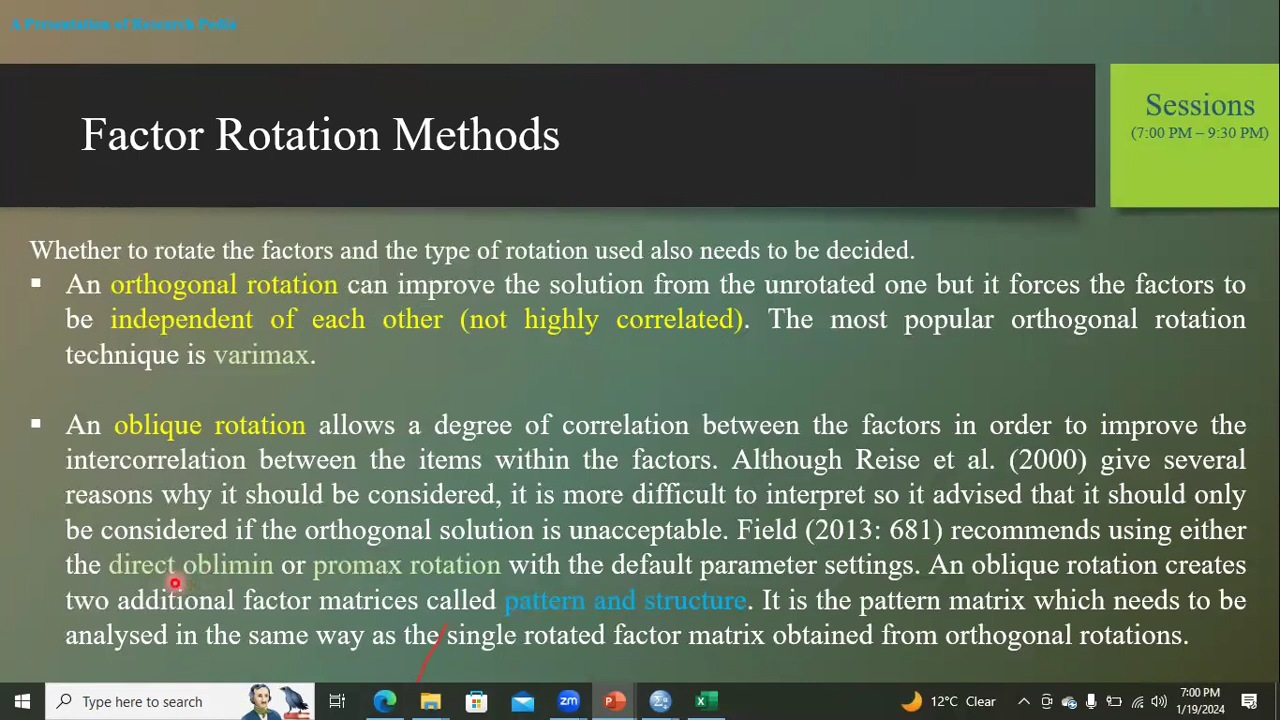 A Presentation of Research Pedia
Factor Rotation Methods
Sessions
(7:00 PM – 9:30 PM)
Whether to rotate the factors and the type of rotation used also needs to be decided.
▪ An orthogonal rotation can improve the solution from the unrotated one but it forces the factors to
be independent of each other (not highly correlated). The most popular orthogonal rotation
technique is varimax.
▪ An oblique rotation allows a degree of correlation between the factors in order to improve the
intercorrelation between the items within the factors. Although Reise et al. (2000) give several
reasons why it should be considered, it is more difficult to interpret so it advised that it should only
be considered if the orthogonal solution is unacceptable. Field (2013: 681) recommends using either
the direct oblimin or promax rotation with the default parameter settings. An oblique rotation creates
two additional factor matrices called pattern and structure. It is the pattern matrix which needs to be
analysed in the same way as the single rotated factor matrix obtained from orthogonal rotations.
Type here to search
zm
12°C Clear
7:00 PM
1/19/2024